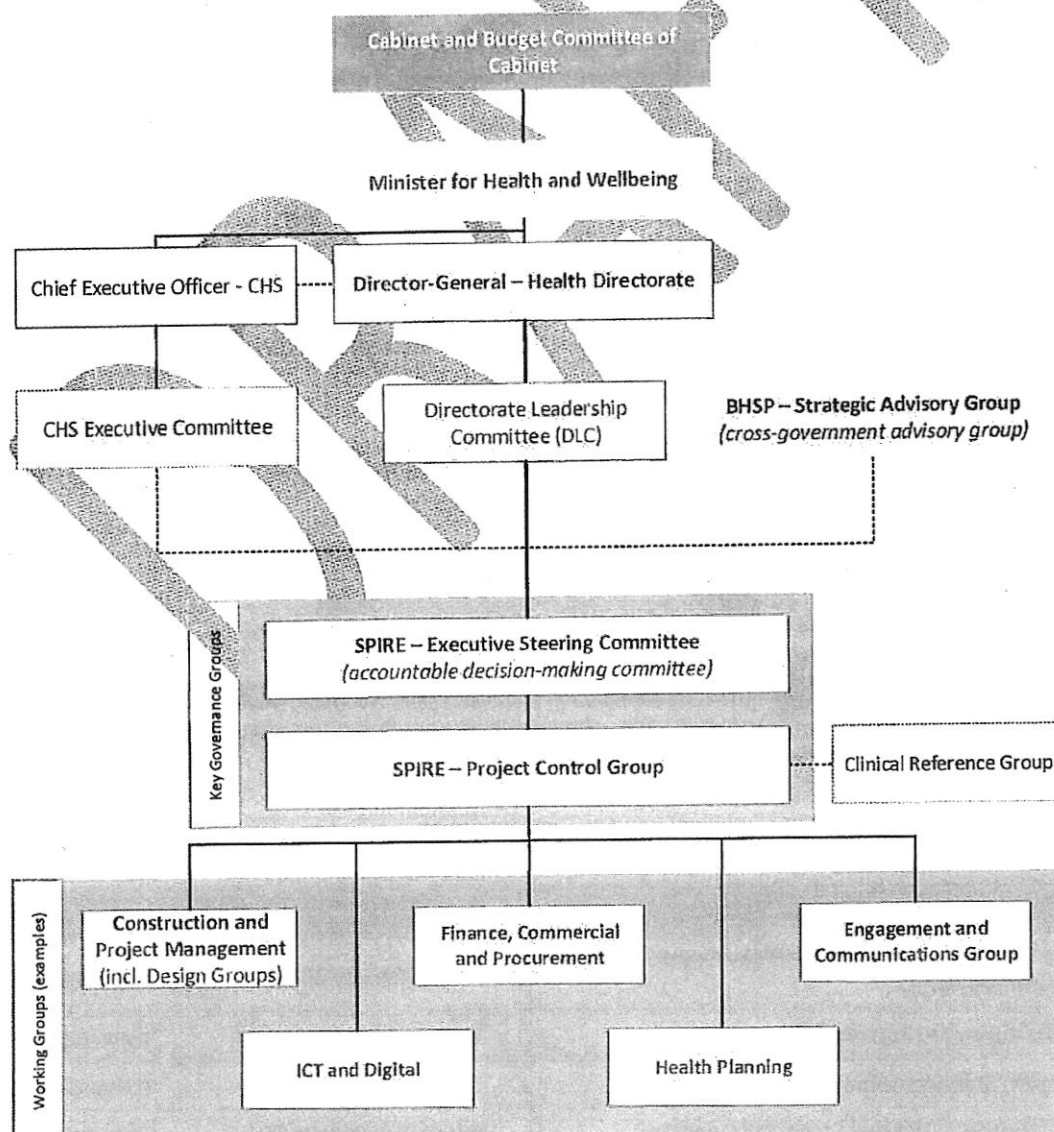 Cabinet and Budget Committee of
Cabinet
Minister for Health and Wellbeing
Chief Executive Officer - CHS
Director-General – Health Directorate
CHS Executive Committee
Directorate Leadership
Committee (DLC)
BHSP – Strategic Advisory Group
(cross-government advisory group)
Key Governance Groups
SPIRE – Executive Steering Committee
(accountable decision-making committee)
SPIRE – Project Control Group
Clinical Reference Group
Working Groups (examples)
Construction and
Project Management
(incl. Design Groups)
Finance, Commercial
and Procurement
Engagement and
Communications Group
ICT and Digital
Health Planning